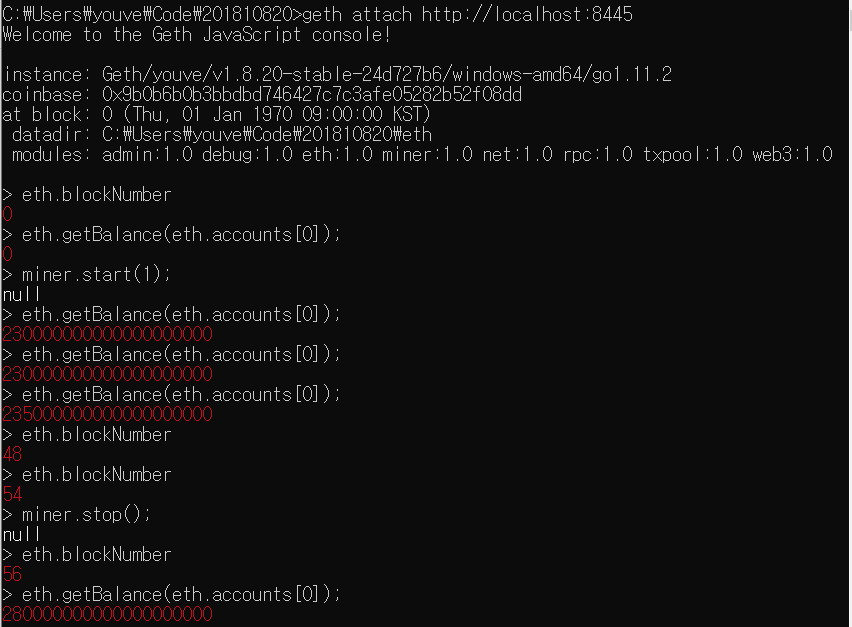 C:₩Users₩youve₩Code₩201810820>geth attach http://localhost:8445
Welcome to the Geth JavaScript console!
instance: Geth/youve/v1.8.20-stable-24d727b6/windows-amd64/go1.11.2
coinbase: 0x9b0b6b0b3bbdbd746427c7c3afe05282b52f08dd
at block: 0 (Thu, 01 Jan 1970 09:00:00 KST)
datadir: C:₩Users₩youve₩Code₩201810820₩eth
modules: admin:1.0 debug:1.0 eth:1.0 miner:1.0 net:1.0 rpc:1.0 txpool:1.0 web3:1.0
> eth.blockNumber
0
> eth.getBalance(eth.accounts[0]);
0
> miner.start(1);
null
> eth.getBalance(eth.accounts[0]);
230000000000000000000
> eth.getBalance(eth.accounts[0]);
230000000000000000000
> eth.getBalance(eth.accounts[0]);
235000000000000000000
> eth.blockNumber
48
> eth.blockNumber
54
> miner.stop();
null
> eth.blockNumber
56
> eth.getBalance(eth.accounts[0]);
280000000000000000000